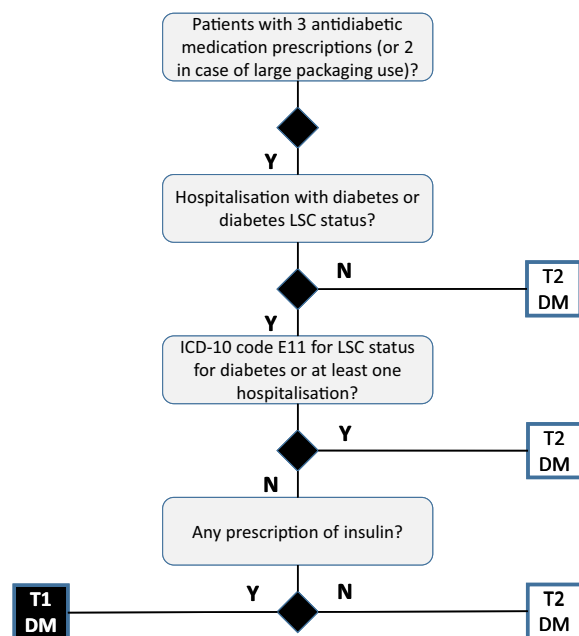 Patients with 3 antidiabetic
medication prescriptions (or 2
in case of large packaging use)?
Y
Hospitalisation with diabetes or
diabetes LSC status?
N
T2
DM
Y
ICD-10 code E11 for LSC status
for diabetes or at least one
hospitalisation?
Y
T2
DM
N
Any prescription of insulin?
T1
DM
Y
N
T2
DM